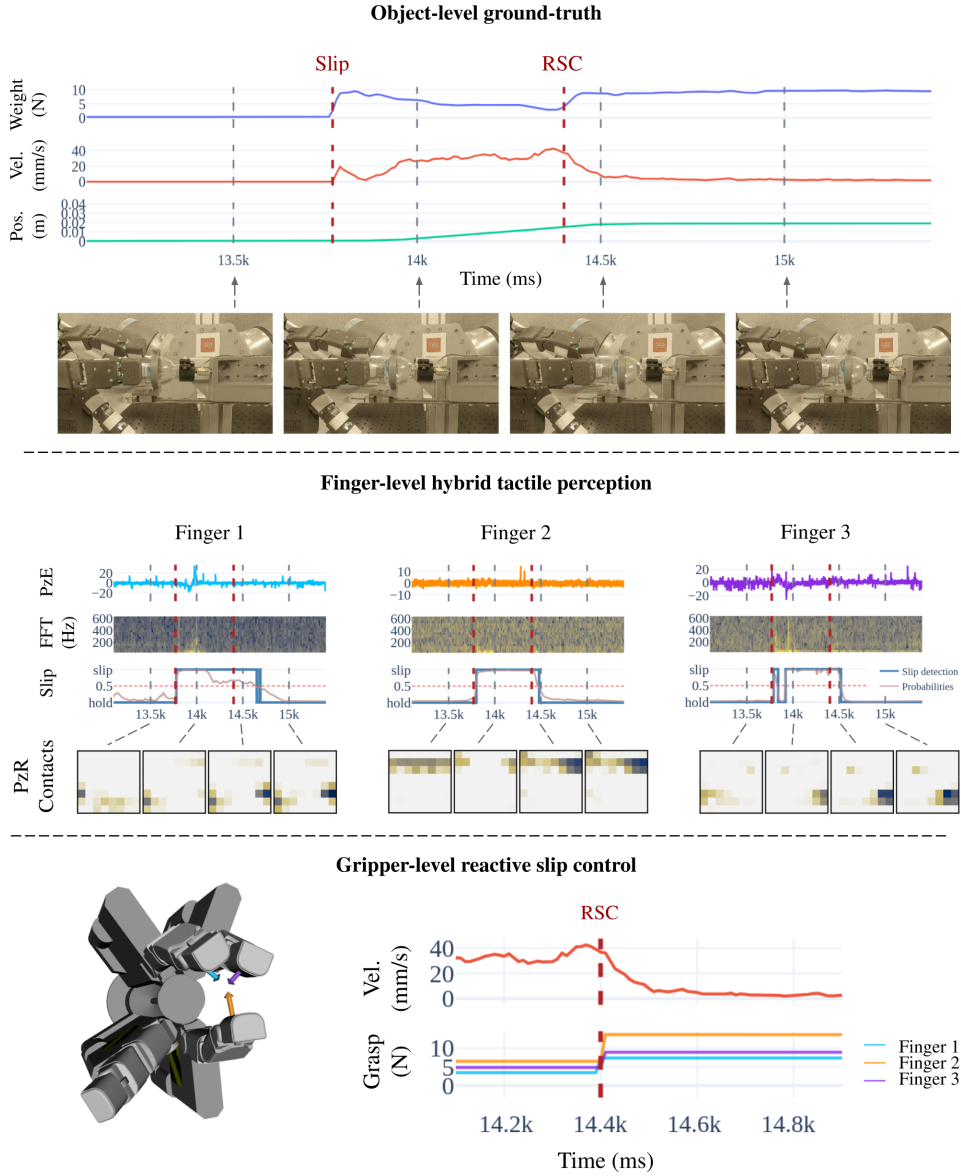 Object-level ground-truth
Slip
RSC
Weight
(N)
10
5
0
Vel.
(mm/s)
40
20
0
Pos.
(m)
0.04
0.03
0.02
0.01
0
13.5k
14k
14.5k
15k
Time (ms)
Finger-level hybrid tactile perception
Finger 1
Finger 2
Finger 3
PzE
20
0
−20
10
0
−10
20
0
−20
FFT
(Hz)
600
400
200
600
400
200
600
400
200
Slip
slip
0.5
hold
slip
0.5
hold
slip
0.5
hold
Slip detection
Probabilities
13.5k 14k 14.5k 15k
13.5k 14k 14.5k 15k
13.5k 14k 14.5k 15k
PzR
Contacts
Gripper-level reactive slip control
RSC
Vel.
(mm/s)
40
20
0
Grasp
(N)
10
5
0
Finger 1
Finger 2
Finger 3
14.2k 14.4k 14.6k 14.8k
Time (ms)